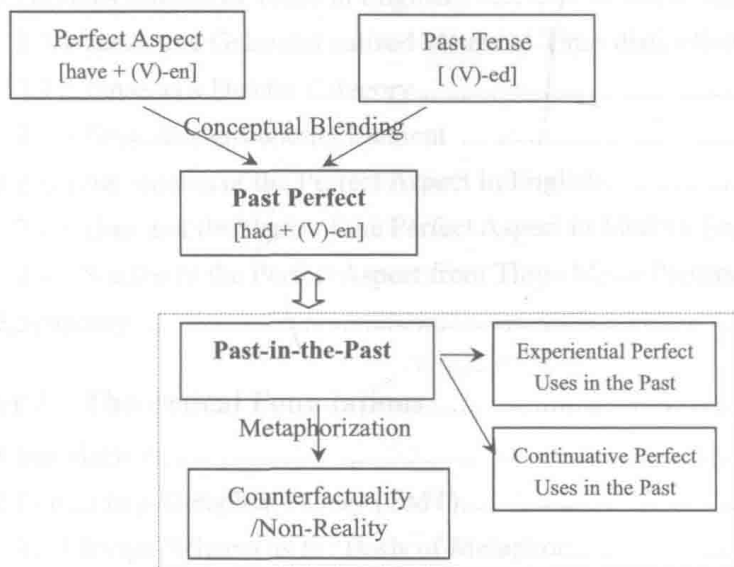 Perfect Aspect
[have + (V)-en]
Past Tense
[ (V)-ed]
Conceptual Blending
Past Perfect
[had + (V)-en]
Past-in-the-Past
Experiential Perfect
Uses in the Past
Metaphorization
Continuative Perfect
Uses in the Past
Counterfactuality
/Non-Reality